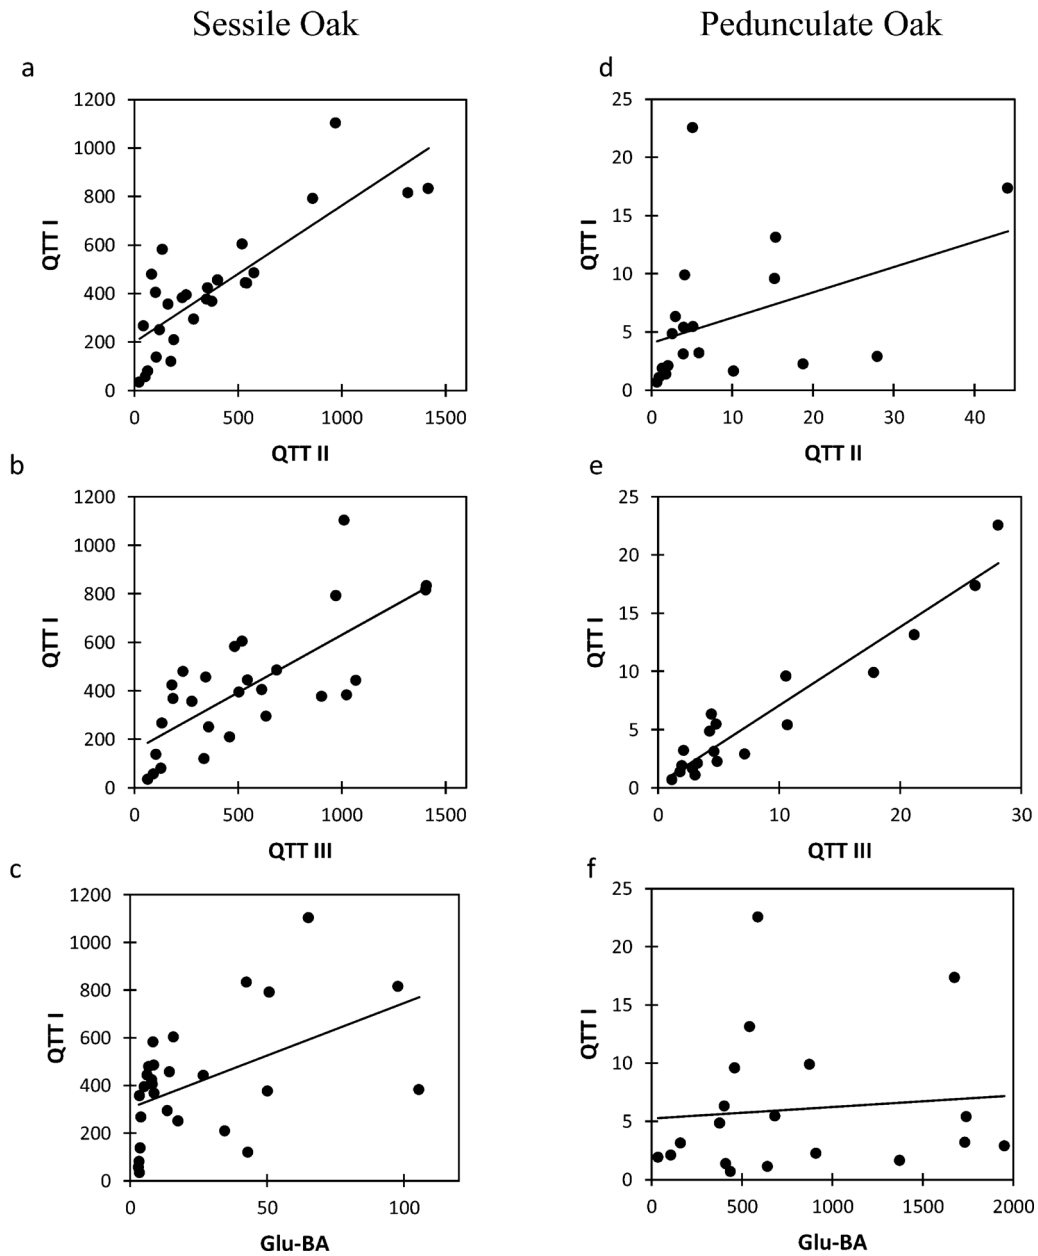 Sessile Oak
Pedunculate Oak
a
1200
1000
800
600
400
200
0
QTT I
0 500 1000 1500
QTT II
d
25
20
15
10
5
0
QTT I
0 10 20 30 40
QTT II
b
1200
1000
800
600
400
200
0
QTT I
0 500 1000 1500
QTT III
e
25
20
15
10
5
0
QTT I
0 10 20 30
QTT III
c
1200
1000
800
600
400
200
0
QTT I
0 50 100
Glu-BA
f
25
20
15
10
5
0
QTT I
0 500 1000 1500 2000
Glu-BA